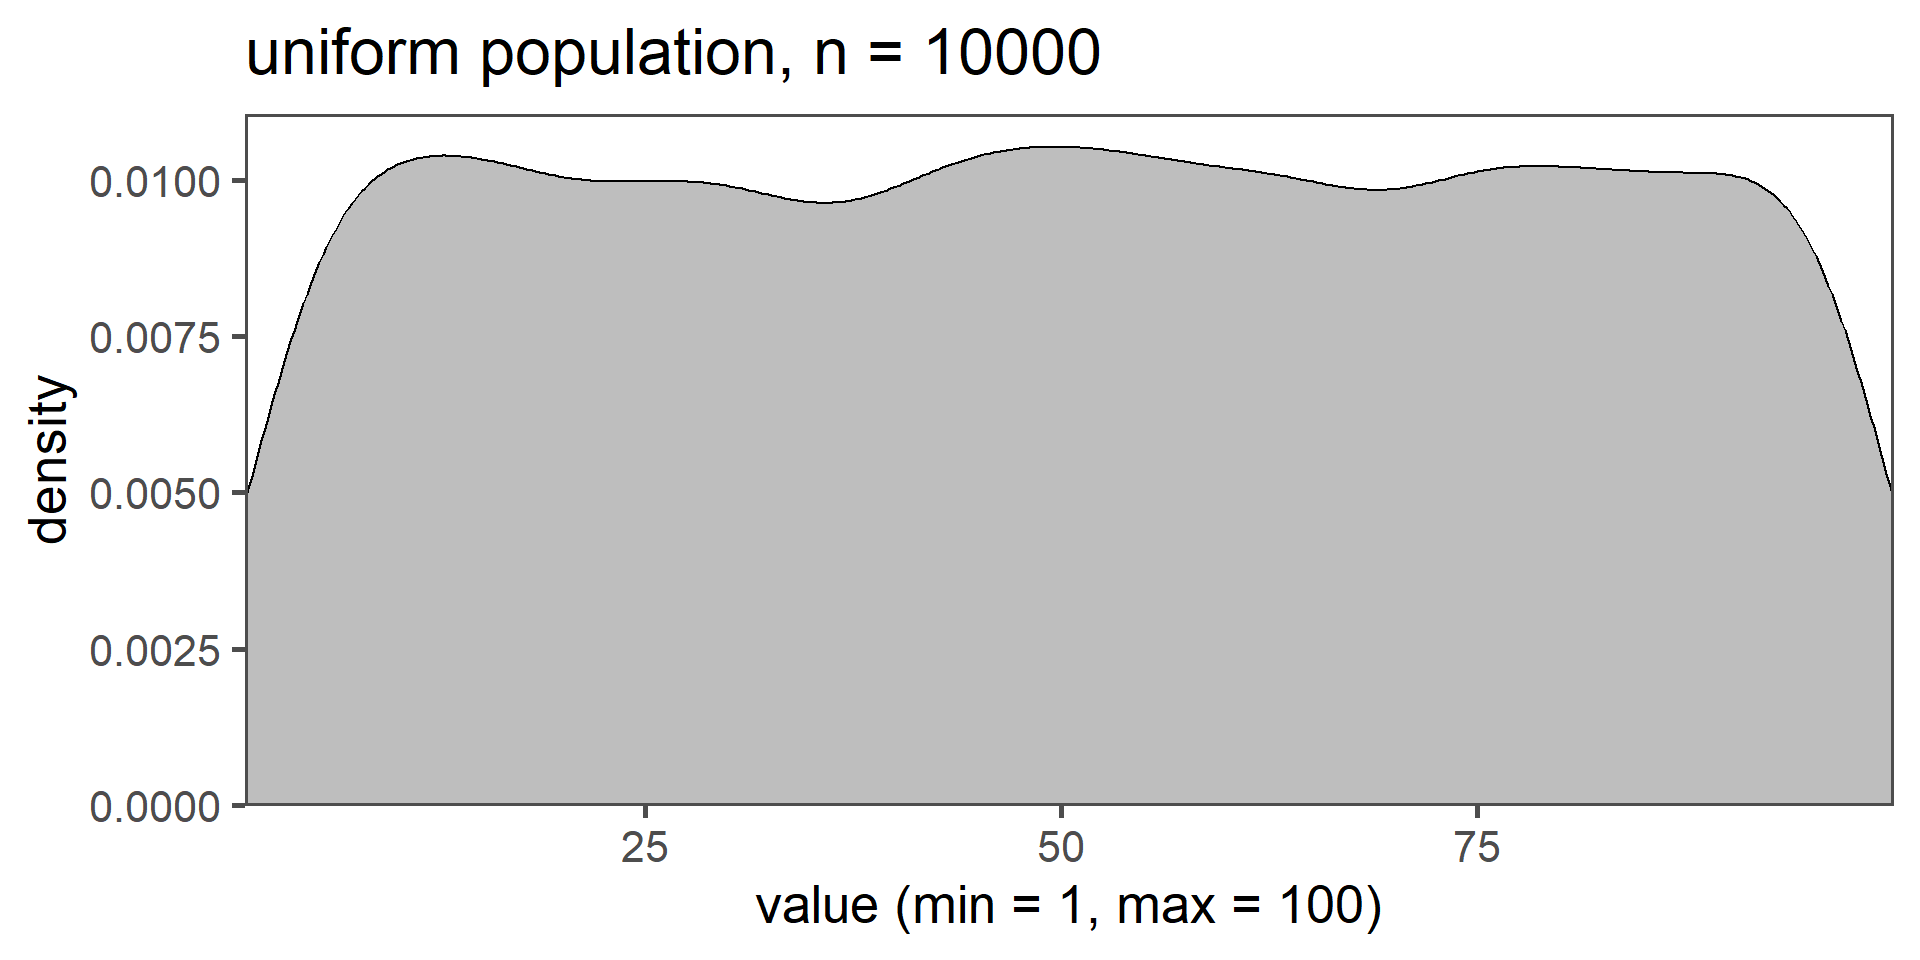 uniform population, n = 10000
0.0100
0.0075
0.0050
0.0025
0.0000
density
25 50 75
value (min = 1, max = 100)